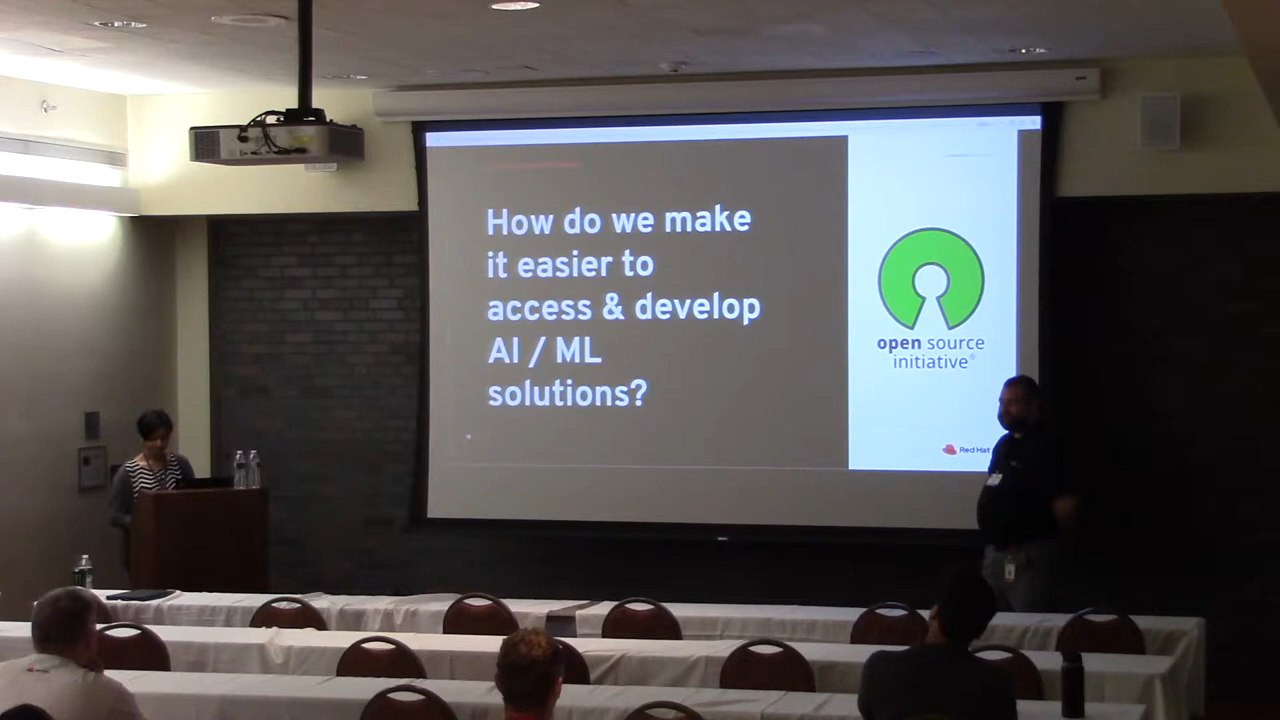 How do we make
it easier to
access & develop
AI / ML
solutions?
open source
initiative®
Red Hat